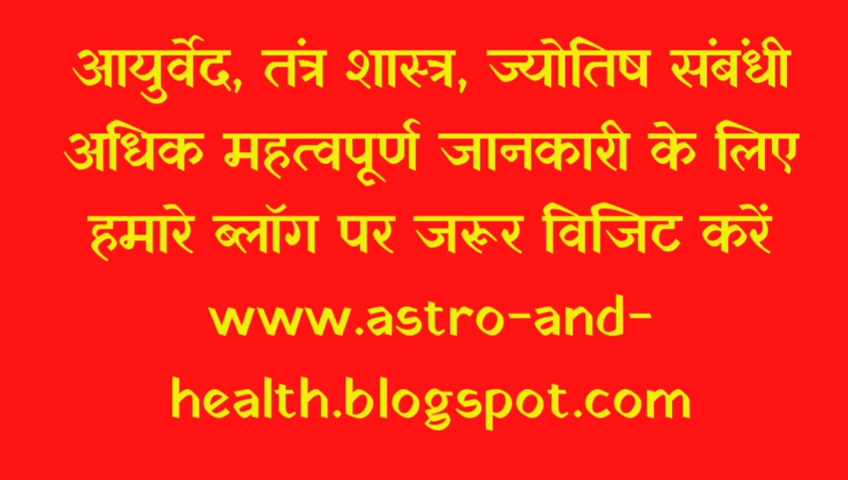 आयुर्वेद, तंत्र शास्त्र, ज्योतिष संबंधी
अधिक महत्वपूर्ण जानकारी के लिए
हमारे ब्लॉग पर जरूर विजिट करें
www.astro-and-
health.blogspot.com